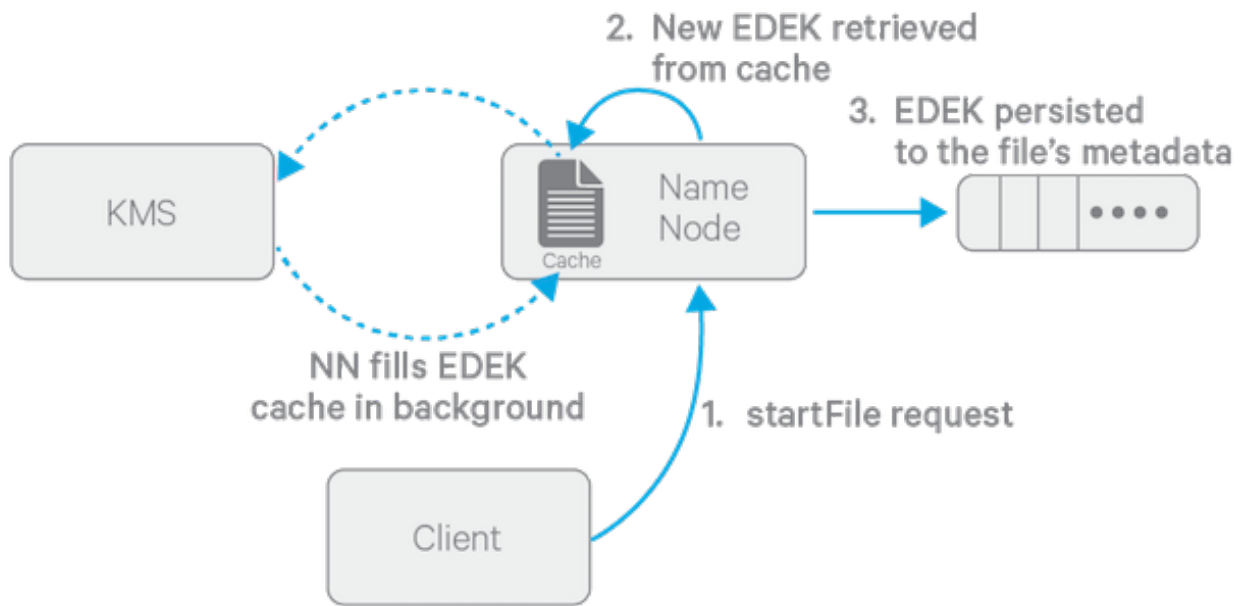 2. New EDEK retrieved
from cache
3. EDEK persisted
to the file's metadata
KMS
Name
Node
Cache
NN fills EDEK
cache in background
1. startFile request
Client